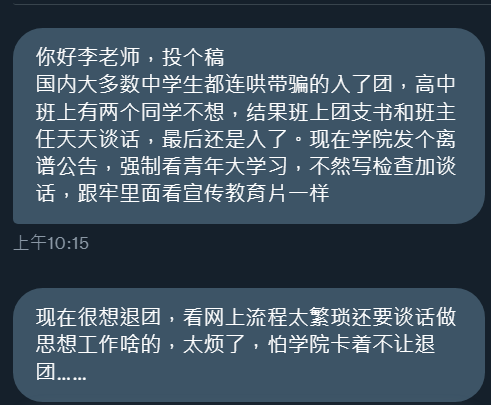 你好李老师，投个稿
国内大多数中学生都连哄带骗的入了团，高中
班上有两个同学不想，结果班上团支书和班主
任天天谈话，最后还是入了。现在学院发个离
谱公告，强制看青年大学习，不然写检查加谈
话，跟牢里面看宣传教育片一样
上午10:15
现在很想退团，看网上流程太繁琐还要谈话做
思想工作啥的，太烦了，怕学院卡着不让退
团......